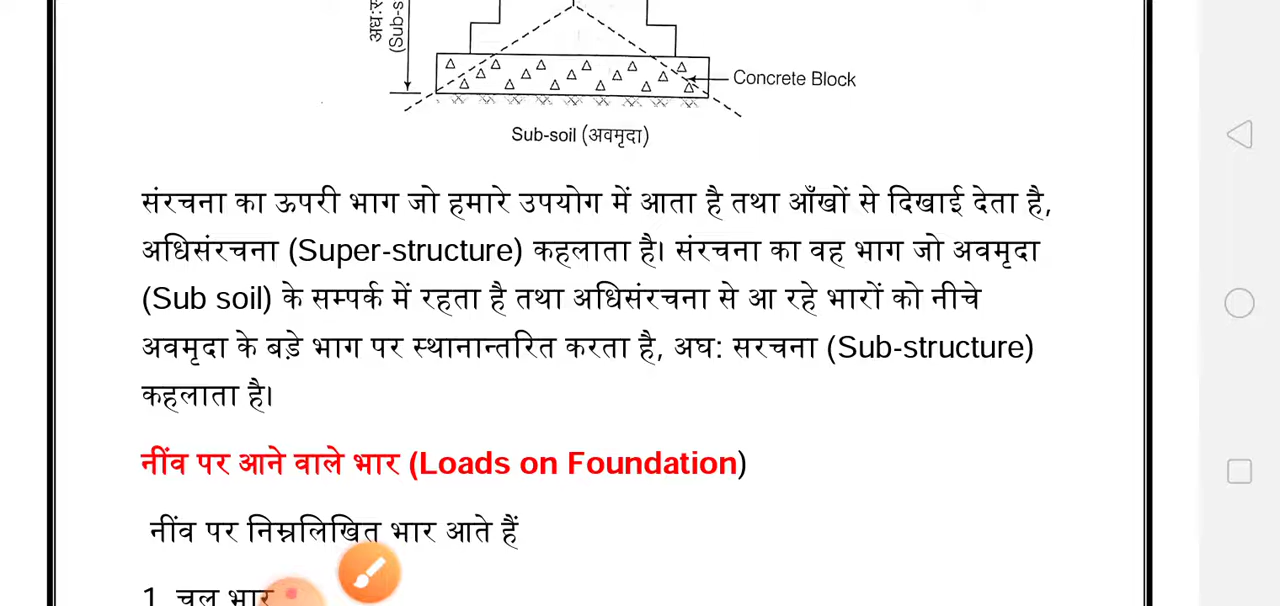 Concrete Block
Sub-soil (अवमृदा)
संरचना का ऊपरी भाग जो हमारे उपयोग में आता है तथा आँखों से दिखाई देता है,
अधिसंरचना (Super-structure) कहलाता है। संरचना का वह भाग जो अवमृदा
(Sub soil) के सम्पर्क में रहता है तथा अधिसंरचना से आ रहे भारों को नीचे
अवमृदा के बड़े भाग पर स्थानान्तरित करता है, अघ: सरचना (Sub-structure)
कहलाता है।
नींव पर आने वाले भार (Loads on Foundation)
नींव पर निम्नलिखित भार आते हैं
1. चल भार